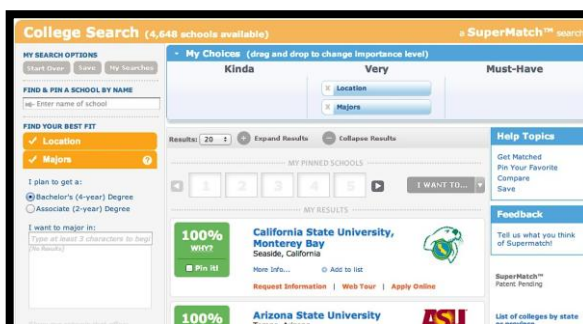 College Search (4,648 schools available)
a SuperMatch™ search
MY SEARCH OPTIONS
Start Over Save My Searches
FIND & PIN A SCHOOL BY NAME
Enter name of school
FIND YOUR BEST FIT
✓ Location
✓ Majors ?
I plan to get a:
Bachelor's (4-year) Degree
Associate (2-year) Degree
I want to major in:
Type at least 3 characters to begi
(No Results)
My Choices (drag and drop to change importance level)
Kinda Very Must-Have
X Location
X Majors
Results: 20 + Expand Results − Collapse Results
MY PINNED SCHOOLS
1 2 3 4 5
I WANT TO...
MY RESULTS
100%
WHY?
Pin it!
California State University,
Monterey Bay
Seaside, California
More Info... Add to list
Request Information | Web Tour | Apply Online
100%
Arizona State University
ASU
Help Topics
Get Matched
Pin Your Favorite
Compare
Save
Feedback
Tell us what you think
of Supermatch!
SuperMatch™
Patent Pending
List of colleges by state